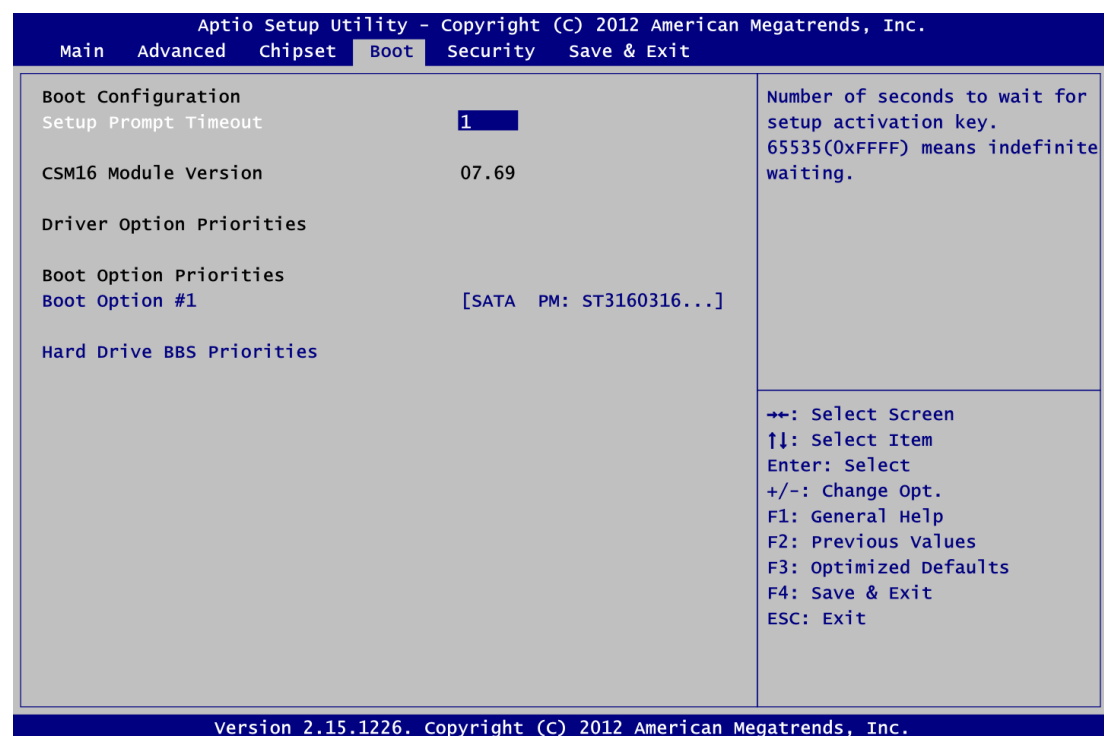 Aptio Setup Utility – Copyright (C) 2012 American Megatrends, Inc.
Main Advanced Chipset Boot Security Save & Exit
Boot Configuration
Setup Prompt Timeout 1
CSM16 Module Version 07.69
Driver Option Priorities
Boot Option Priorities
Boot Option #1 [SATA PM: ST3160316...]
Hard Drive BBS Priorities
Number of seconds to wait for
setup activation key.
65535(0xFFFF) means indefinite
waiting.
→←: Select Screen
↑↓: Select Item
Enter: Select
+/-: Change Opt.
F1: General Help
F2: Previous Values
F3: Optimized Defaults
F4: Save & Exit
ESC: Exit
Version 2.15.1226. Copyright (C) 2012 American Megatrends, Inc.